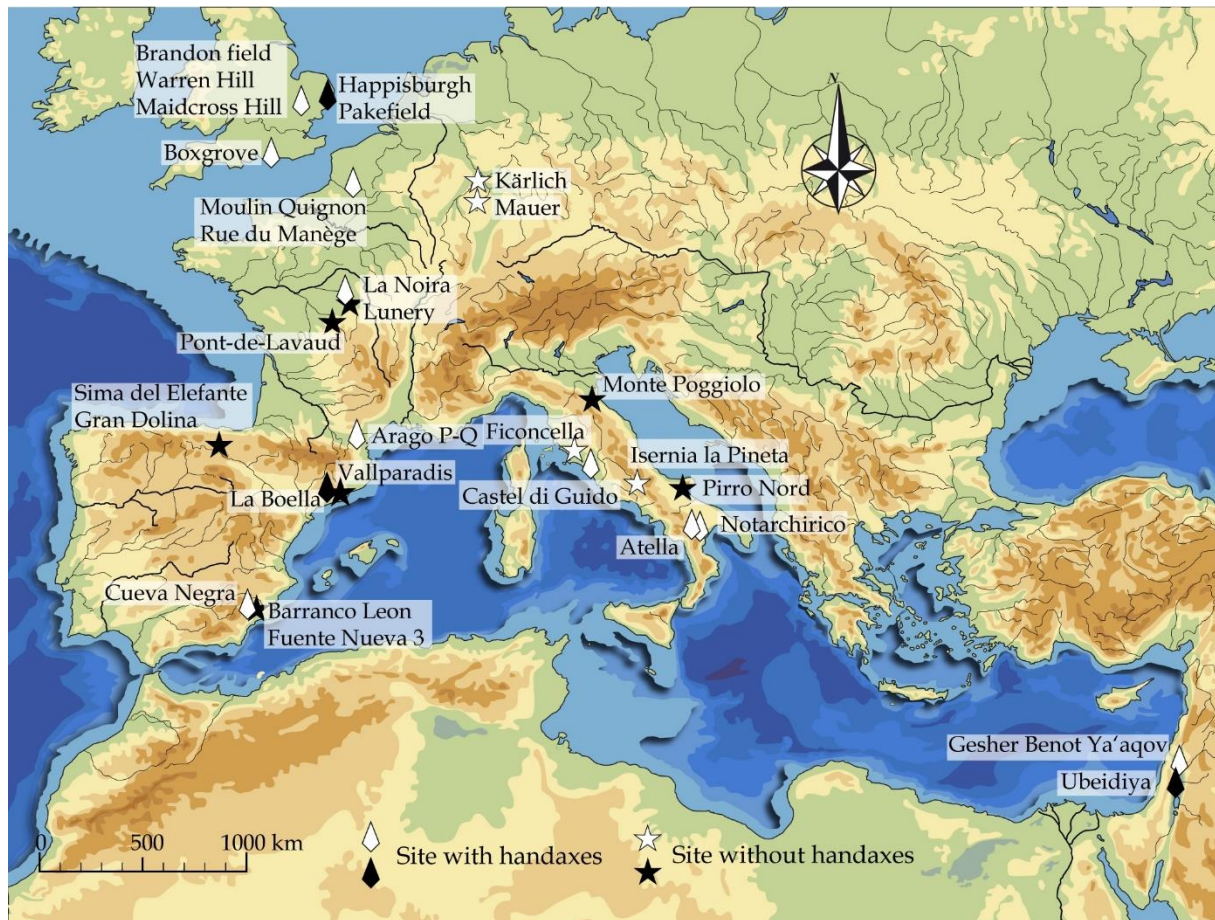 Brandon field
Warren Hill
Maidcross Hill
Happisburgh
Pakefield
N
Boxgrove
Kärlich
Mauer
Moulin Quignon
Rue du Manège
La Noira
Lunery
Pont-de-Lavaud
Monte Poggiolo
Sima del Elefante
Gran Dolina
Arago P-Q
Ficoncella
Isernia la Pineta
Vallparadis
La Boella
Castel di Guido
Pirro Nord
Notarchirico
Atella
Cueva Negra
Barranco Leon
Fuente Nueva 3
Gesher Benot Ya‘aqov
Ubeidiya
0 500 1000 km
Site with handaxes
Site without handaxes